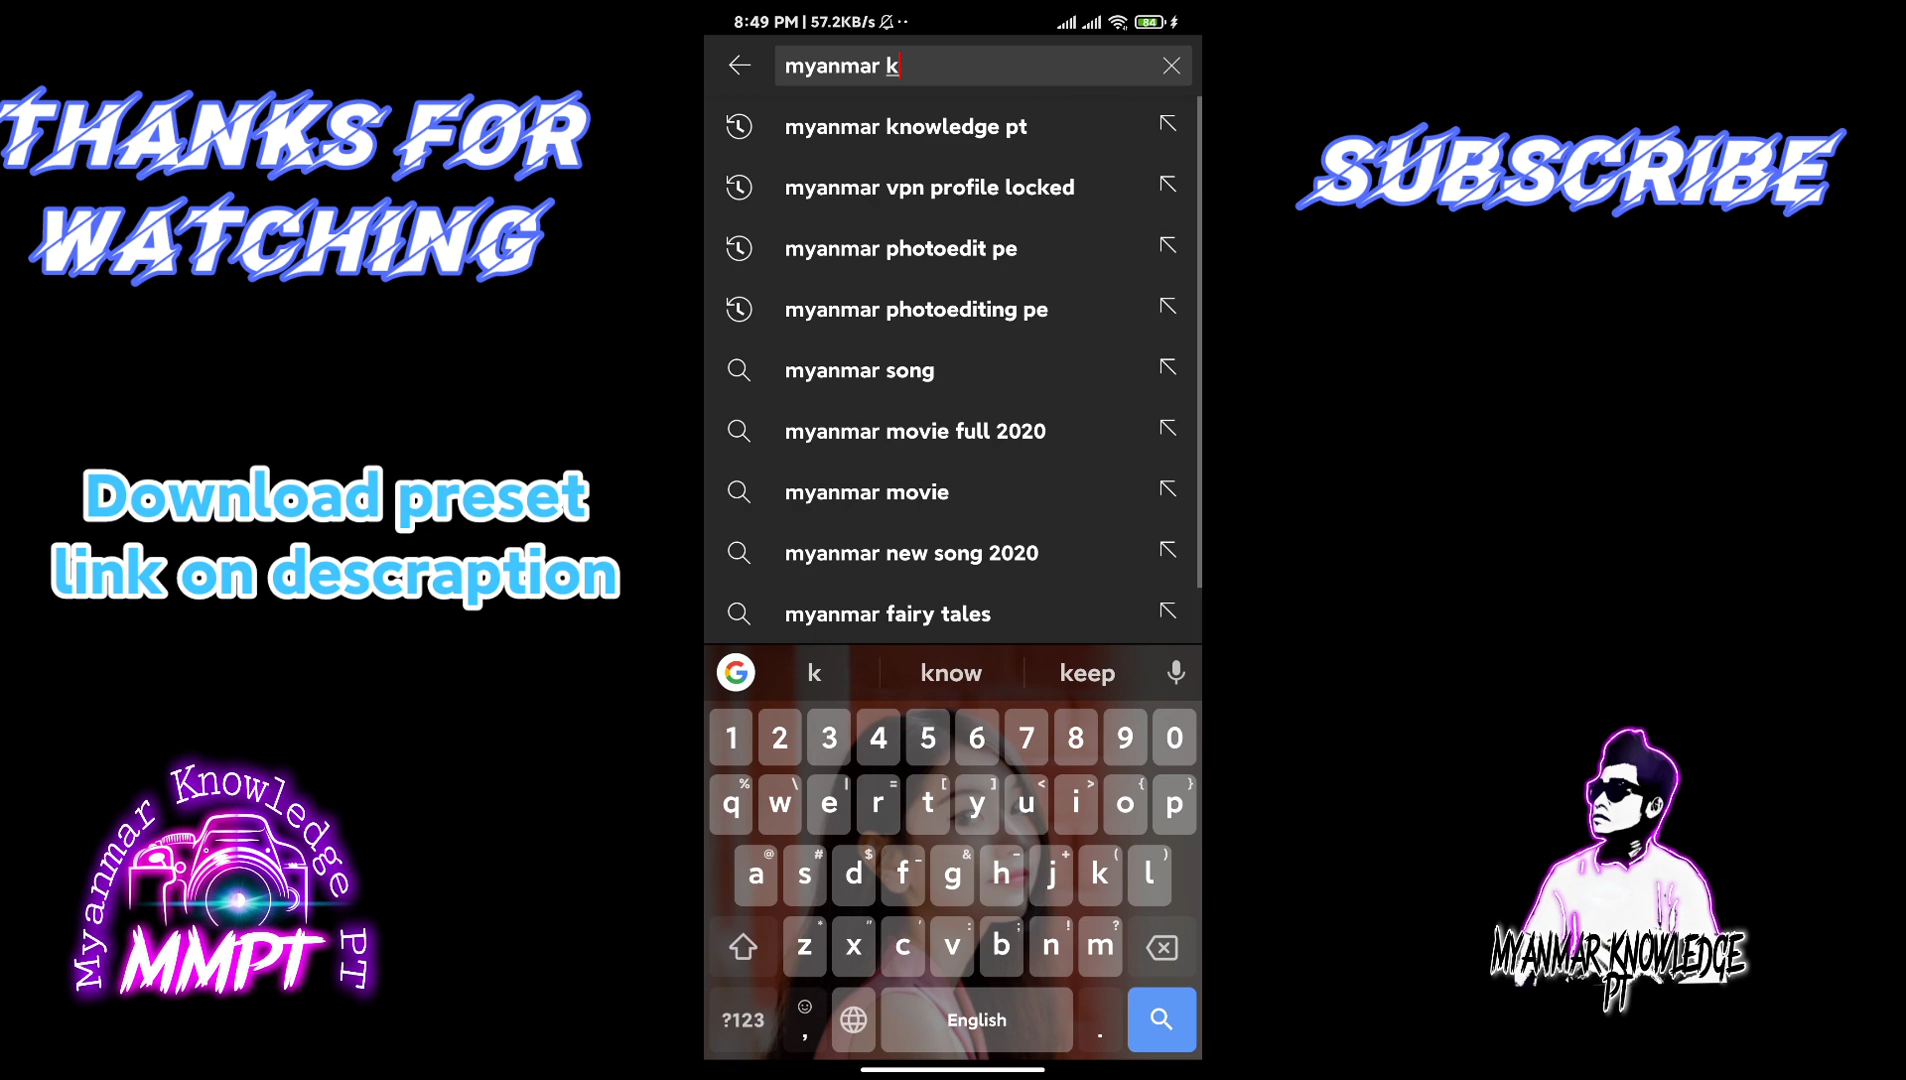 THANKS FOR
WATCHING
Download preset
link on descraption
Myanmar Knowledge PT
MMPT
8:49 PM | 57.2KB/s
84
myanmar k
myanmar knowledge pt
myanmar vpn profile locked
myanmar photoedit pe
myanmar photoediting pe
myanmar song
myanmar movie full 2020
myanmar movie
myanmar new song 2020
myanmar fairy tales
k know keep
1 2 3 4 5 6 7 8 9 0
% \ | = [ ] < > { }
q w e r t y u i o p
@ # $ _ & - + ( )
a s d f g h j k l
* " ' : ; ! ?
z x c v b n m
?123 , English .
SUBSCRIBE
MYANMAR KNOWLEDGE
PT